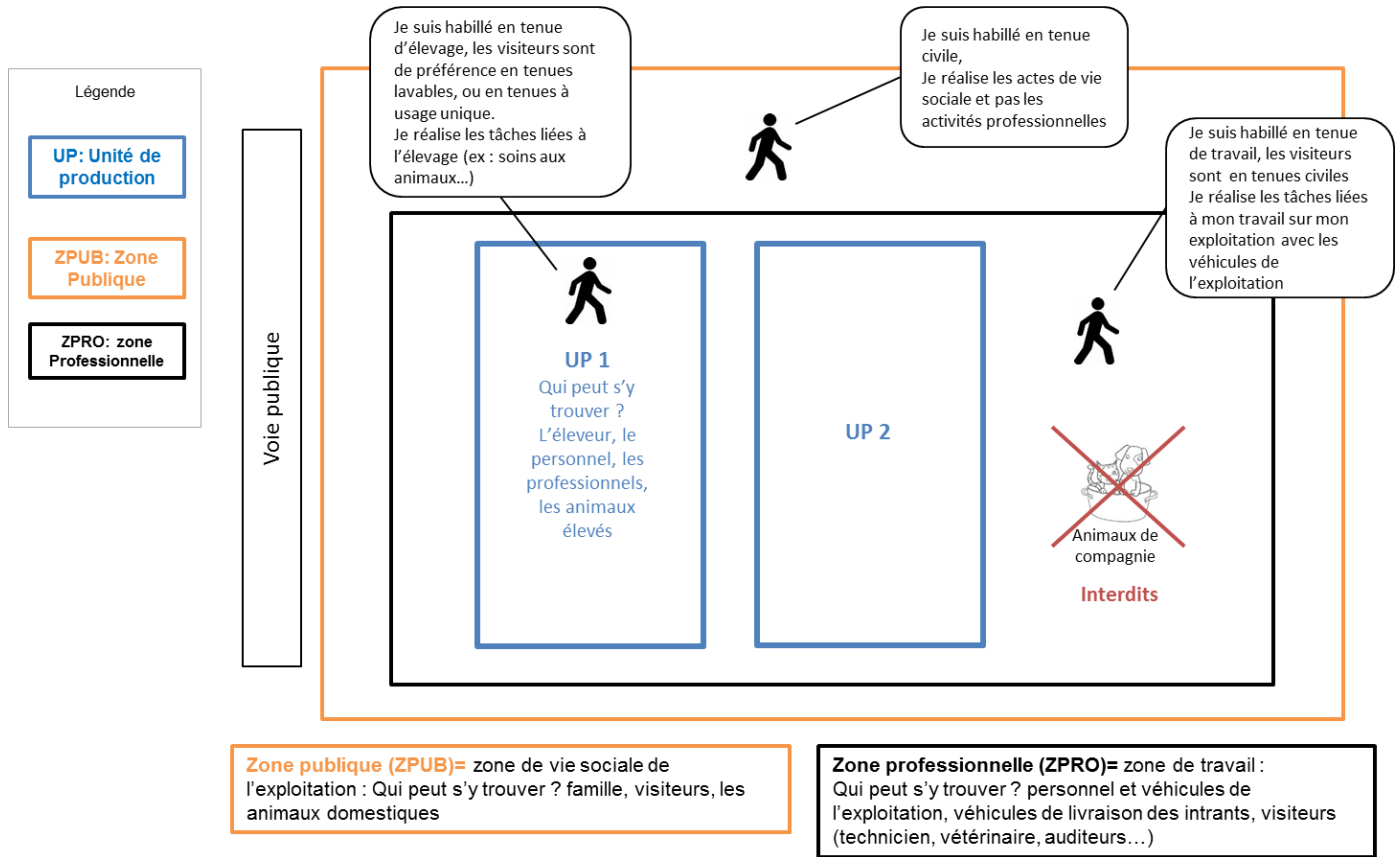 Légende
UP: Unité de
production
ZPUB: Zone
Publique
ZPRO: zone
Professionnelle
Voie publique
Je suis habillé en tenue
d’élevage, les visiteurs sont
de préférence en tenues
lavables, ou en tenues à
usage unique.
Je réalise les tâches liées à
l’élevage (ex : soins aux
animaux…)
Je suis habillé en tenue
civile,
Je réalise les actes de vie
sociale et pas les
activités professionnelles
Je suis habillé en tenue
de travail, les visiteurs
sont en tenues civiles
Je réalise les tâches liées
à mon travail sur mon
exploitation avec les
véhicules de
l’exploitation
UP 1
Qui peut s’y
trouver ?
L’éleveur, le
personnel, les
professionnels,
les animaux
élevés
UP 2
Animaux de
compagnie
Interdits
Zone publique (ZPUB)= zone de vie sociale de
l’exploitation : Qui peut s’y trouver ? famille, visiteurs, les
animaux domestiques
Zone professionnelle (ZPRO)= zone de travail :
Qui peut s’y trouver ? personnel et véhicules de
l’exploitation, véhicules de livraison des intrants, visiteurs
(technicien, vétérinaire, auditeurs…)